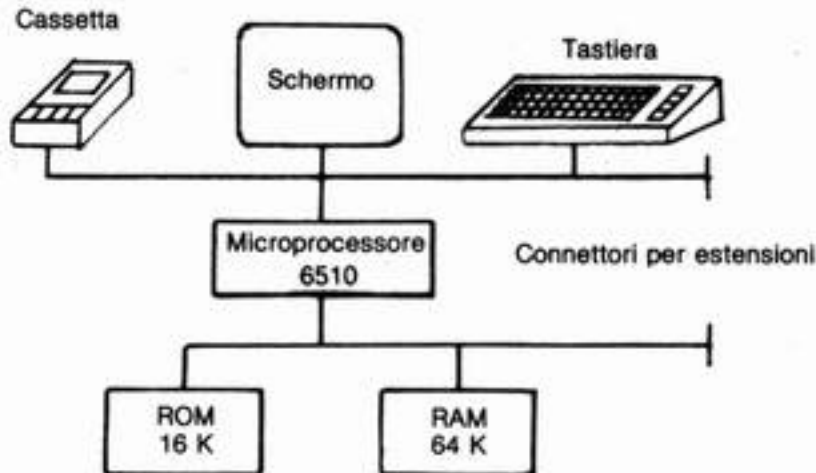 Cassetta
Schermo
Tastiera
Microprocessore
6510
Connettori per estensioni
ROM
16 K
RAM
64 K